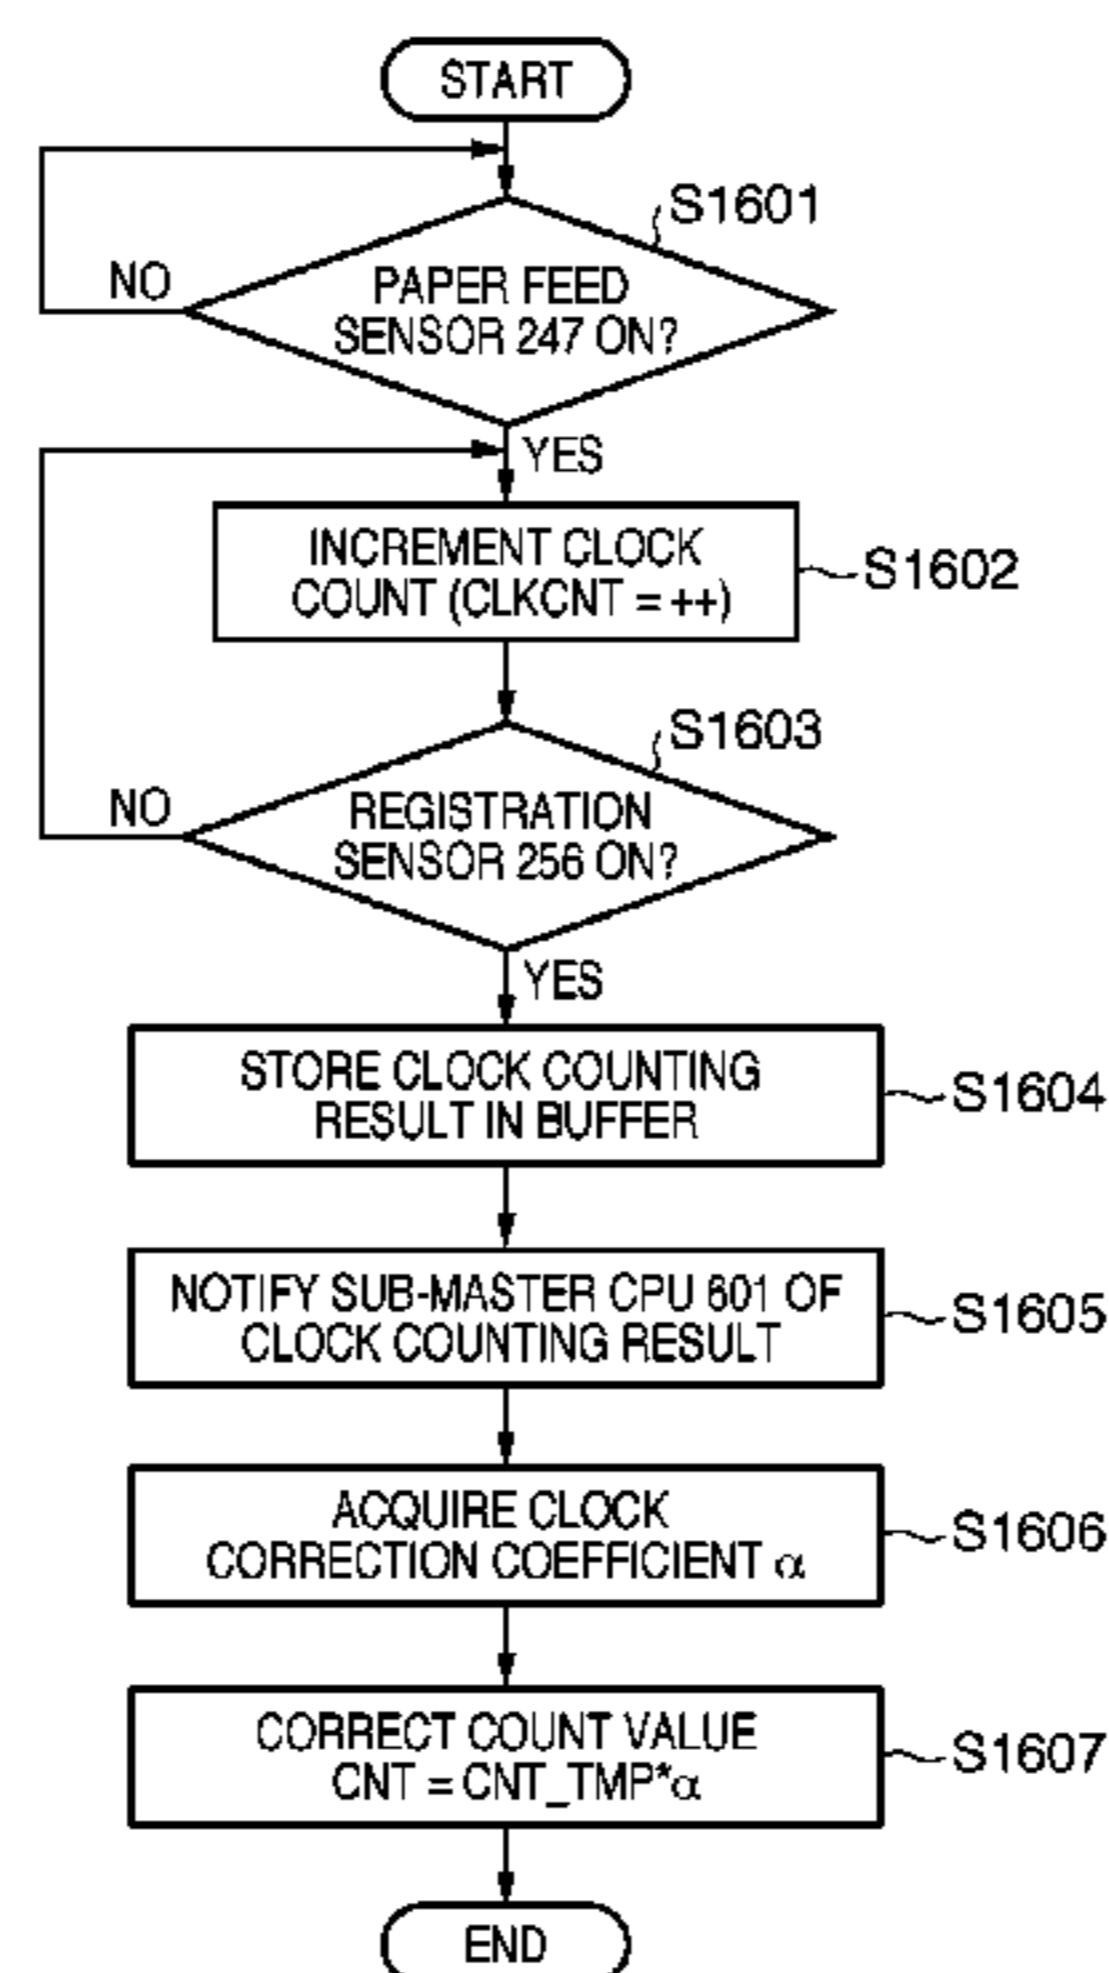 START
S1601
NO
PAPER FEED
SENSOR 247 ON?
YES
INCREMENT CLOCK
COUNT (CLKCNT = ++)
S1602
S1603
NO
REGISTRATION
SENSOR 256 ON?
YES
STORE CLOCK COUNTING
RESULT IN BUFFER
S1604
NOTIFY SUB-MASTER CPU 601 OF
CLOCK COUNTING RESULT
S1605
ACQUIRE CLOCK
CORRECTION COEFFICIENT α
S1606
CORRECT COUNT VALUE
CNT = CNT_TMP*α
S1607
END